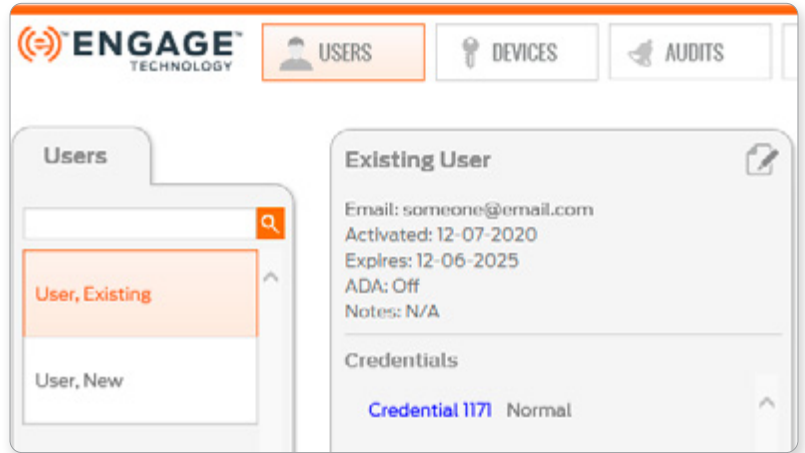 ENGAGE™
TECHNOLOGY
USERS
DEVICES
AUDITS
Users
User, Existing
User, New
Existing User
Email: someone@email.com
Activated: 12-07-2020
Expires: 12-06-2025
ADA: Off
Notes: N/A
Credentials
Credential 1171 Normal